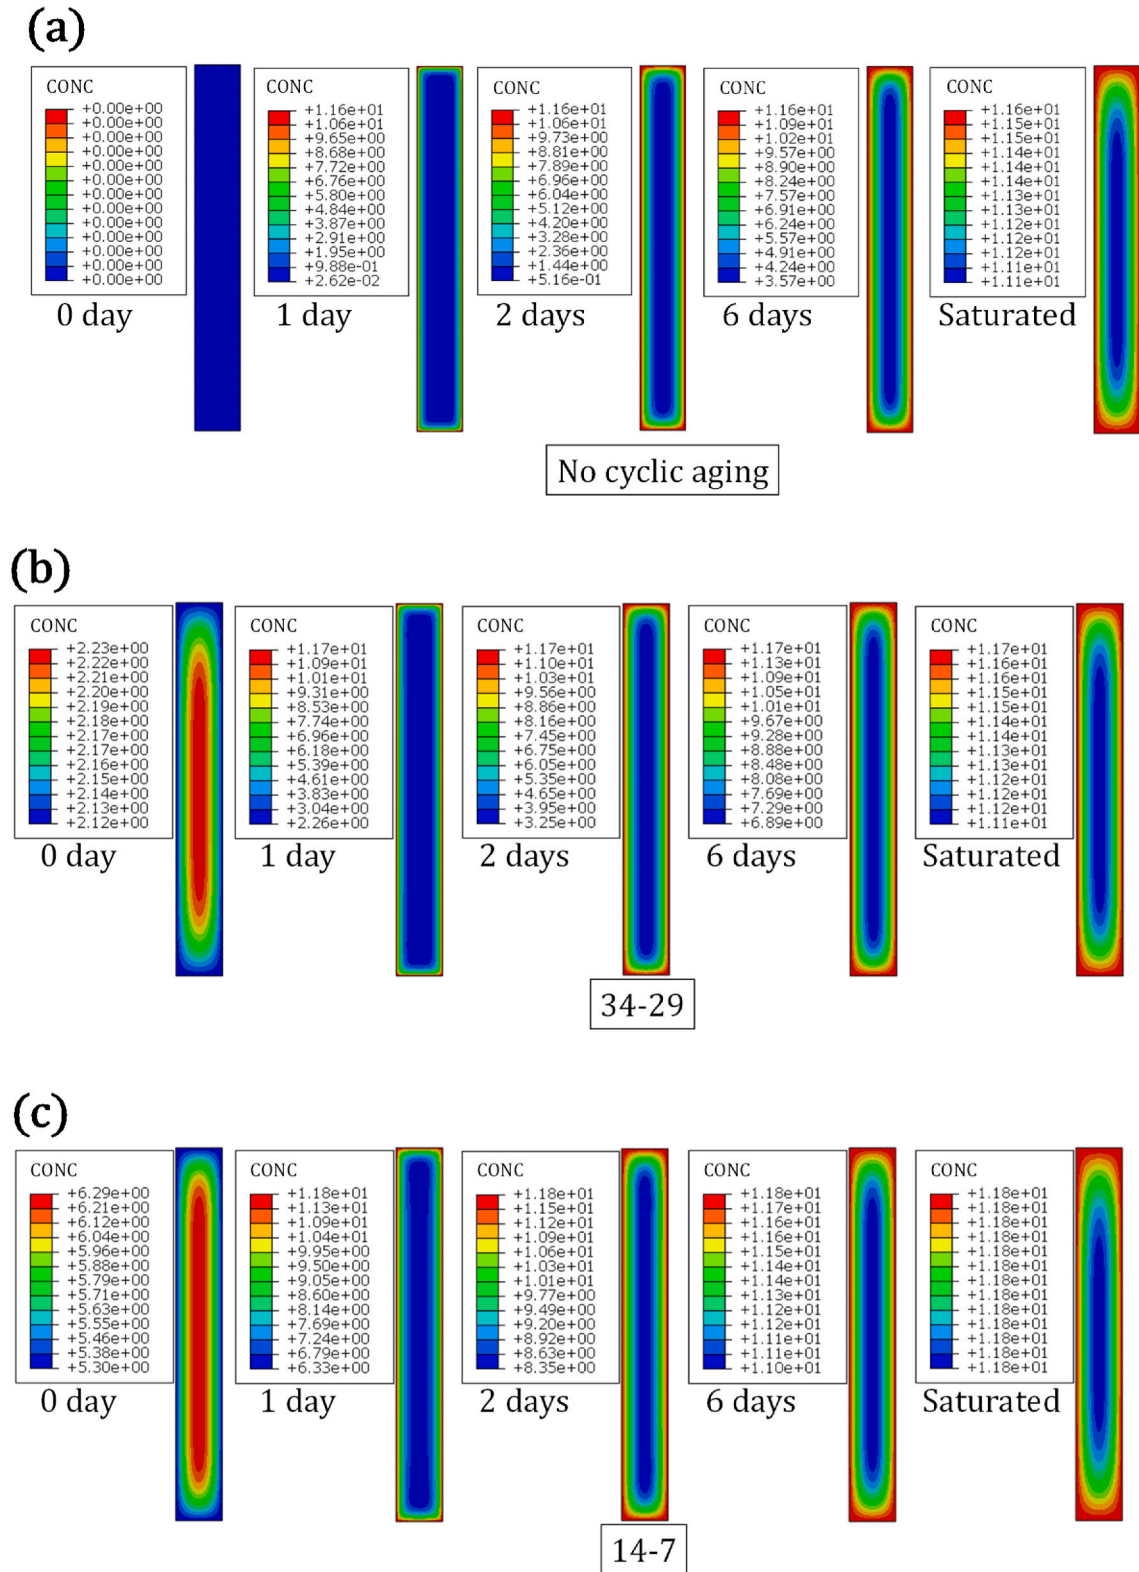 (a)
CONC
+0.00e+00
+0.00e+00
+0.00e+00
+0.00e+00
+0.00e+00
+0.00e+00
+0.00e+00
+0.00e+00
+0.00e+00
+0.00e+00
+0.00e+00
+0.00e+00
+0.00e+00
0 day
CONC
+1.16e+01
+1.06e+01
+9.65e+00
+8.68e+00
+7.72e+00
+6.76e+00
+5.80e+00
+4.84e+00
+3.87e+00
+2.91e+00
+1.95e+00
+9.88e-01
+2.62e-02
1 day
CONC
+1.16e+01
+1.06e+01
+9.73e+00
+8.81e+00
+7.89e+00
+6.96e+00
+6.04e+00
+5.12e+00
+4.20e+00
+3.28e+00
+2.36e+00
+1.44e+00
+5.16e-01
2 days
CONC
+1.16e+01
+1.09e+01
+1.02e+01
+9.57e+00
+8.90e+00
+8.24e+00
+7.57e+00
+6.91e+00
+6.24e+00
+5.57e+00
+4.91e+00
+4.24e+00
+3.57e+00
6 days
CONC
+1.16e+01
+1.15e+01
+1.15e+01
+1.14e+01
+1.14e+01
+1.14e+01
+1.13e+01
+1.13e+01
+1.12e+01
+1.12e+01
+1.12e+01
+1.11e+01
+1.11e+01
Saturated
No cyclic aging
(b)
CONC
+2.23e+00
+2.22e+00
+2.21e+00
+2.20e+00
+2.19e+00
+2.18e+00
+2.17e+00
+2.17e+00
+2.16e+00
+2.15e+00
+2.14e+00
+2.13e+00
+2.12e+00
0 day
CONC
+1.17e+01
+1.09e+01
+1.01e+01
+9.31e+00
+8.53e+00
+7.74e+00
+6.96e+00
+6.18e+00
+5.39e+00
+4.61e+00
+3.83e+00
+3.04e+00
+2.26e+00
1 day
CONC
+1.17e+01
+1.10e+01
+1.03e+01
+9.56e+00
+8.86e+00
+8.16e+00
+7.45e+00
+6.75e+00
+6.05e+00
+5.35e+00
+4.65e+00
+3.95e+00
+3.25e+00
2 days
CONC
+1.17e+01
+1.13e+01
+1.09e+01
+1.05e+01
+1.01e+01
+9.67e+00
+9.28e+00
+8.88e+00
+8.48e+00
+8.08e+00
+7.69e+00
+7.29e+00
+6.89e+00
6 days
CONC
+1.17e+01
+1.16e+01
+1.16e+01
+1.15e+01
+1.15e+01
+1.14e+01
+1.14e+01
+1.13e+01
+1.13e+01
+1.12e+01
+1.12e+01
+1.12e+01
+1.11e+01
Saturated
34-29
(c)
CONC
+6.29e+00
+6.21e+00
+6.12e+00
+6.04e+00
+5.96e+00
+5.88e+00
+5.79e+00
+5.71e+00
+5.63e+00
+5.55e+00
+5.46e+00
+5.38e+00
+5.30e+00
0 day
CONC
+1.18e+01
+1.13e+01
+1.09e+01
+1.04e+01
+9.95e+00
+9.50e+00
+9.05e+00
+8.60e+00
+8.14e+00
+7.69e+00
+7.24e+00
+6.79e+00
+6.33e+00
1 day
CONC
+1.18e+01
+1.15e+01
+1.12e+01
+1.09e+01
+1.06e+01
+1.03e+01
+1.01e+01
+9.77e+00
+9.49e+00
+9.20e+00
+8.92e+00
+8.63e+00
+8.35e+00
2 days
CONC
+1.18e+01
+1.17e+01
+1.16e+01
+1.16e+01
+1.15e+01
+1.14e+01
+1.14e+01
+1.13e+01
+1.12e+01
+1.12e+01
+1.11e+01
+1.11e+01
+1.10e+01
6 days
CONC
+1.18e+01
+1.18e+01
+1.18e+01
+1.18e+01
+1.18e+01
+1.18e+01
+1.18e+01
+1.18e+01
+1.18e+01
+1.18e+01
+1.18e+01
+1.18e+01
+1.18e+01
Saturated
14-7